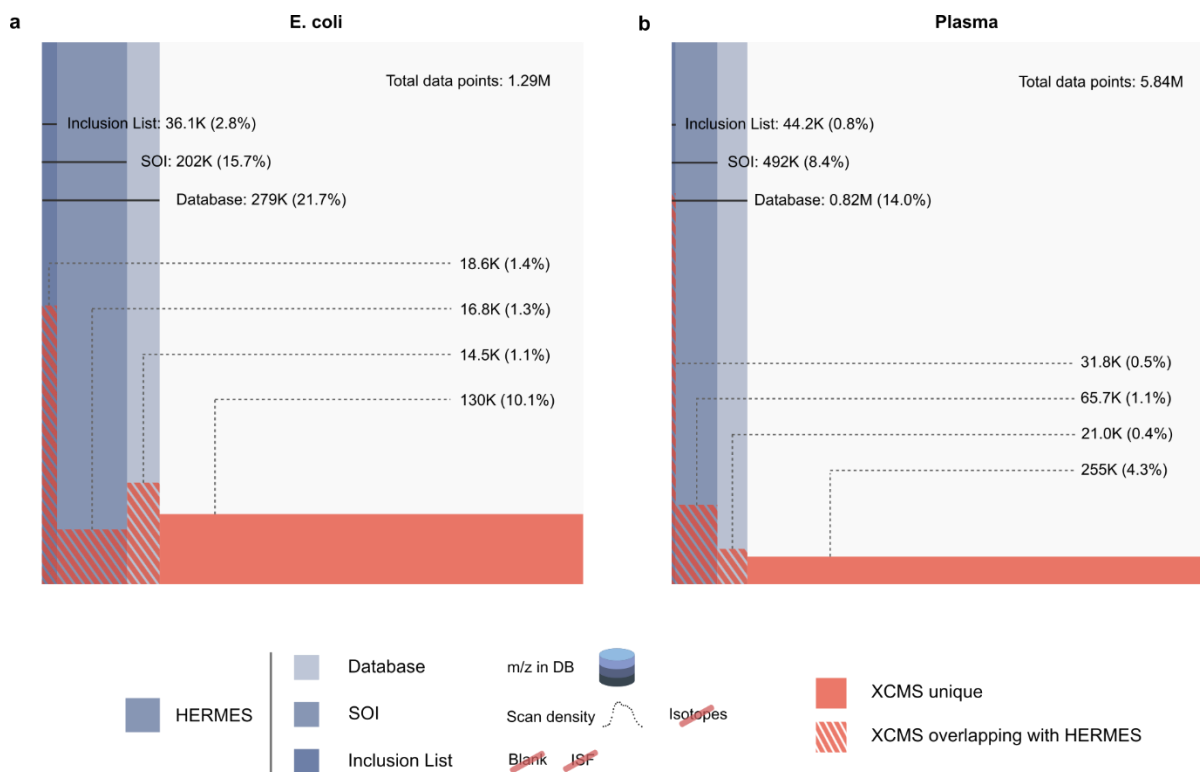 a
E. coli
Total data points: 1.29M
Inclusion List: 36.1K (2.8%)
SOI: 202K (15.7%)
Database: 279K (21.7%)
18.6K (1.4%)
16.8K (1.3%)
14.5K (1.1%)
130K (10.1%)
b
Plasma
Total data points: 5.84M
Inclusion List: 44.2K (0.8%)
SOI: 492K (8.4%)
Database: 0.82M (14.0%)
31.8K (0.5%)
65.7K (1.1%)
21.0K (0.4%)
255K (4.3%)
HERMES
Database
m/z in DB
SOI
Scan density
Isotopes
Inclusion List
Blank
ISF
XCMS unique
XCMS overlapping with HERMES